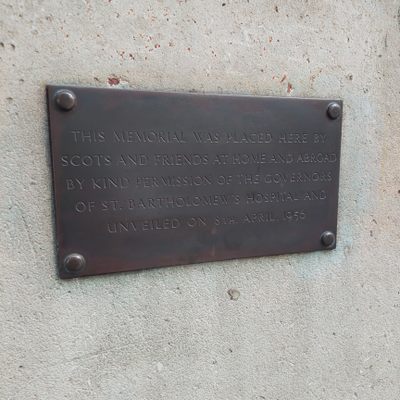 THIS MEMORIAL WAS PLACED HERE BY
SCOTS AND FRIENDS AT HOME AND ABROAD
BY KIND PERMISSION OF THE GOVERNORS
OF ST. BARTHOLOMEW'S HOSPITAL AND
UNVEILED ON 8TH. APRIL. 1956